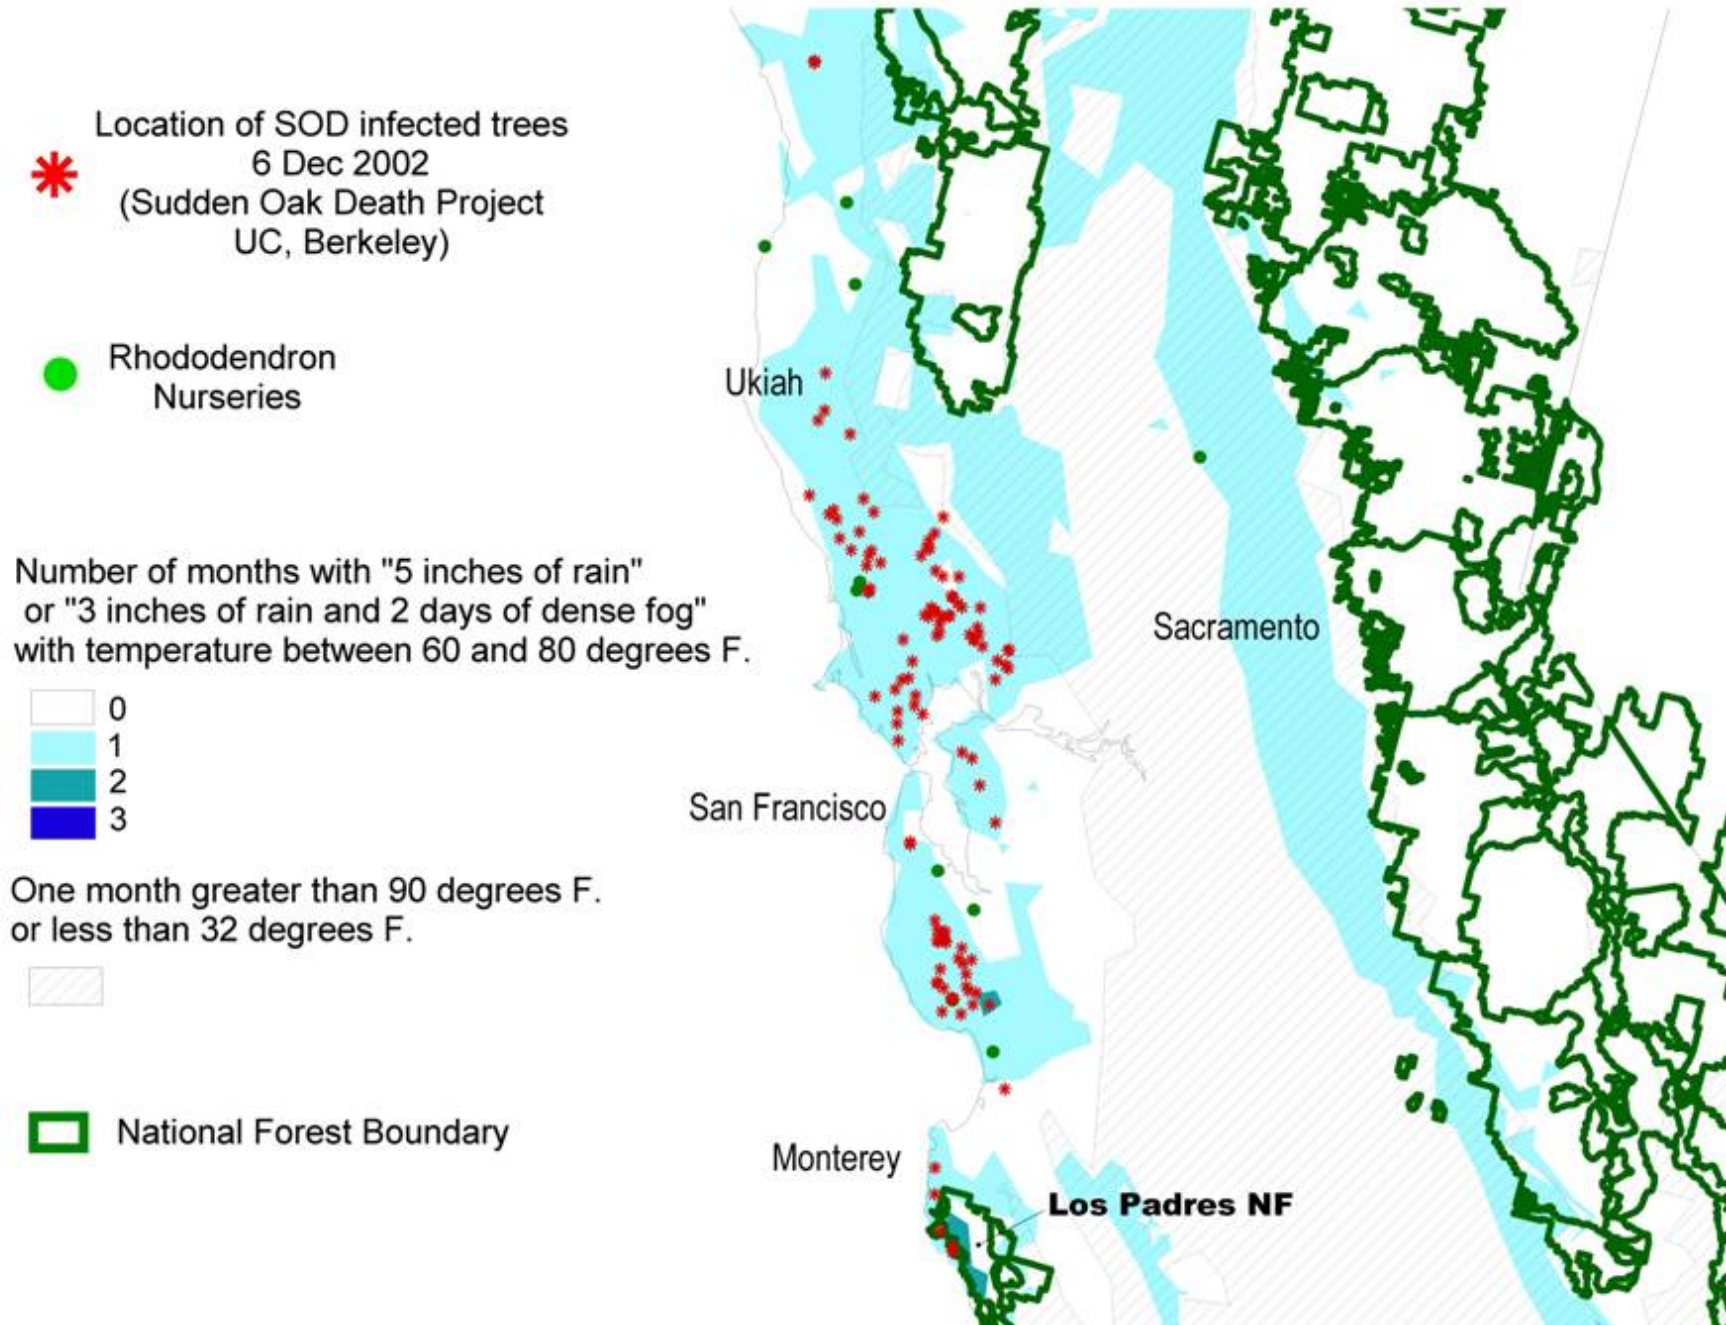 Location of SOD infected trees
6 Dec 2002
(Sudden Oak Death Project
UC, Berkeley)
Rhododendron
Nurseries
Number of months with "5 inches of rain"
or "3 inches of rain and 2 days of dense fog"
with temperature between 60 and 80 degrees F.
0
1
2
3
One month greater than 90 degrees F.
or less than 32 degrees F.
National Forest Boundary
Ukiah
Sacramento
San Francisco
Monterey
Los Padres NF